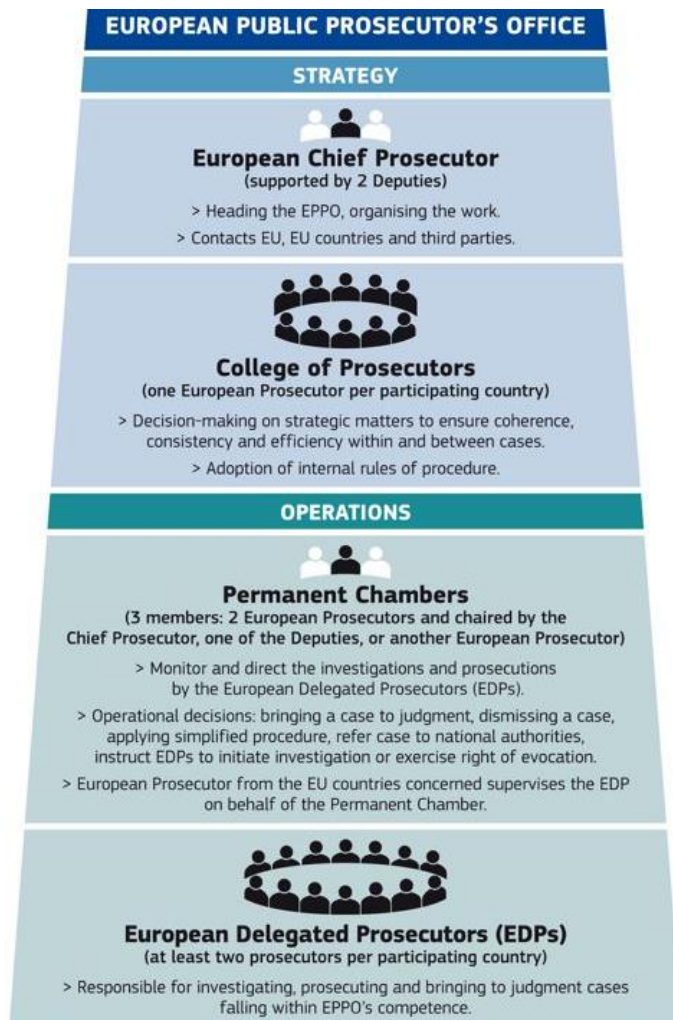 EUROPEAN PUBLIC PROSECUTOR'S OFFICE
STRATEGY
European Chief Prosecutor
(supported by 2 Deputies)
> Heading the EPPO, organising the work.
> Contacts EU, EU countries and third parties.
College of Prosecutors
(one European Prosecutor per participating country)
> Decision-making on strategic matters to ensure coherence,
consistency and efficiency within and between cases.
> Adoption of internal rules of procedure.
OPERATIONS
Permanent Chambers
(3 members: 2 European Prosecutors and chaired by the
Chief Prosecutor, one of the Deputies, or another European Prosecutor)
> Monitor and direct the investigations and prosecutions
by the European Delegated Prosecutors (EDPs).
> Operational decisions: bringing a case to judgment, dismissing a case,
applying simplified procedure, refer case to national authorities,
instruct EDPs to initiate investigation or exercise right of evocation.
> European Prosecutor from the EU countries concerned supervises the EDP
on behalf of the Permanent Chamber.
European Delegated Prosecutors (EDPs)
(at least two prosecutors per participating country)
> Responsible for investigating, prosecuting and bringing to judgment cases
falling within EPPO's competence.